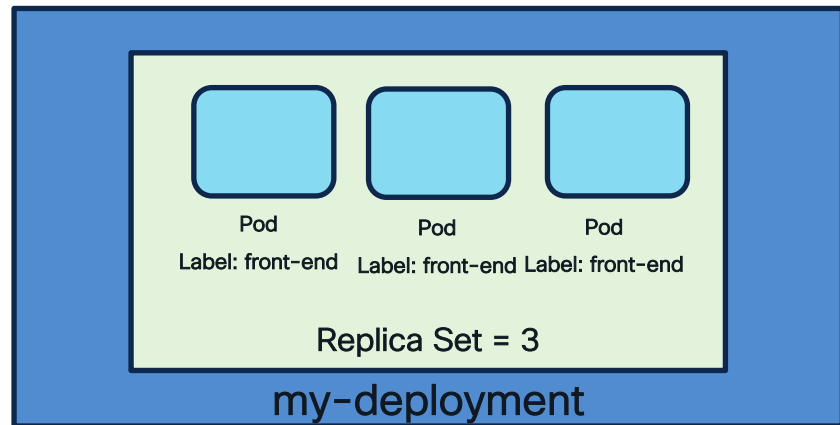 Pod
Pod
Pod
Label: front-end
Label: front-end
Label: front-end
Replica Set = 3
my-deployment